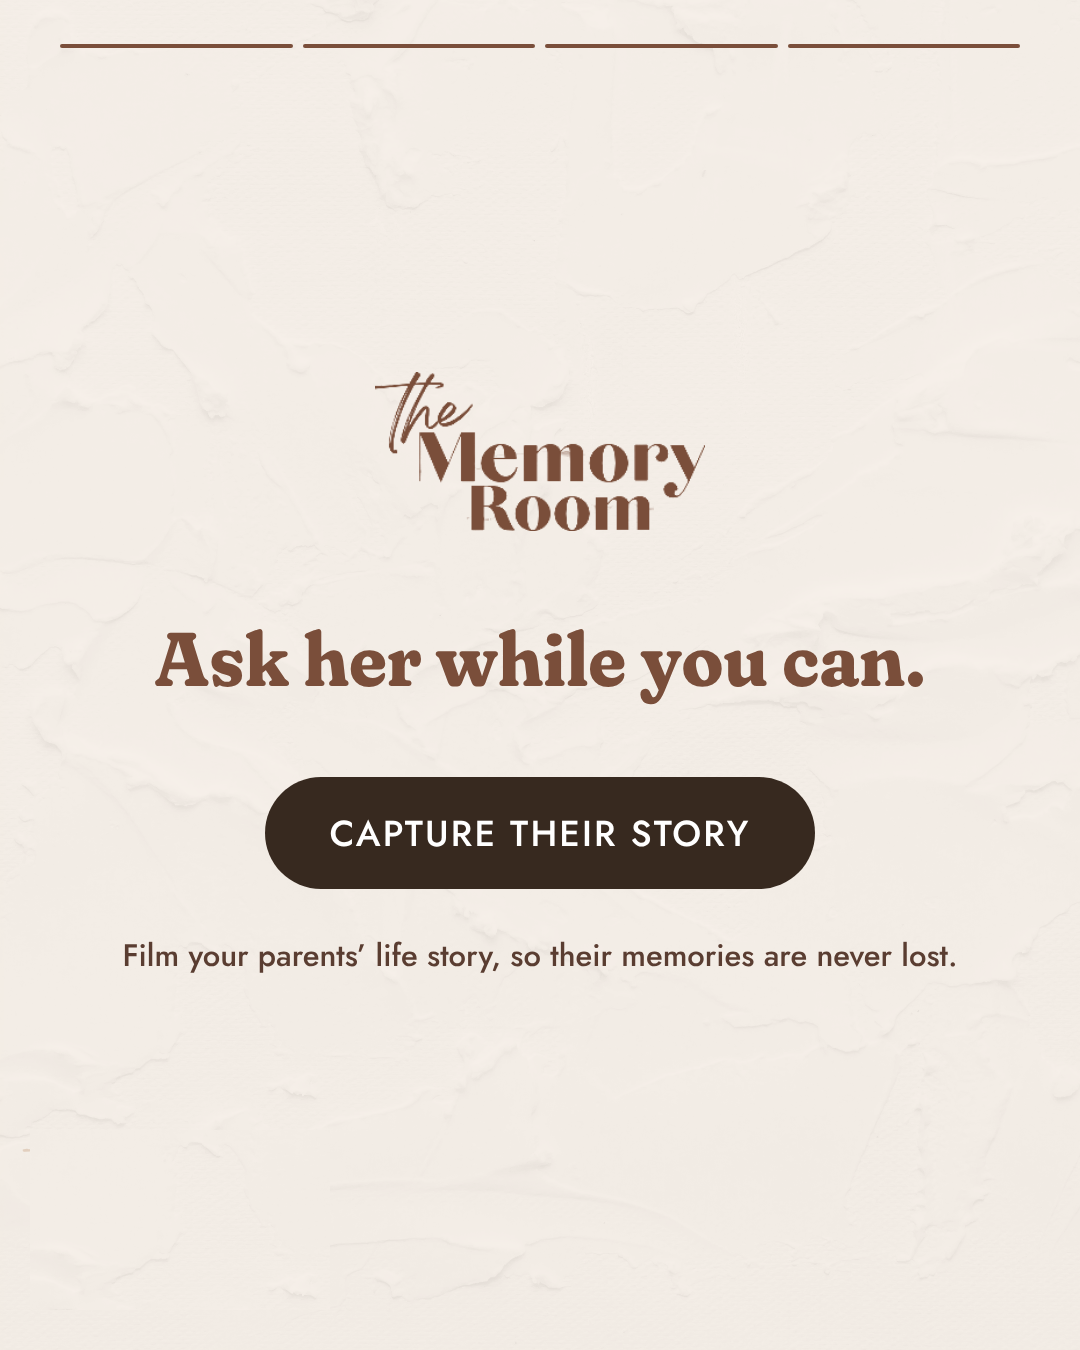 the
Memory
Room
Ask her while you can.
CAPTURE THEIR STORY
Film your parents’ life story, so their memories are never lost.